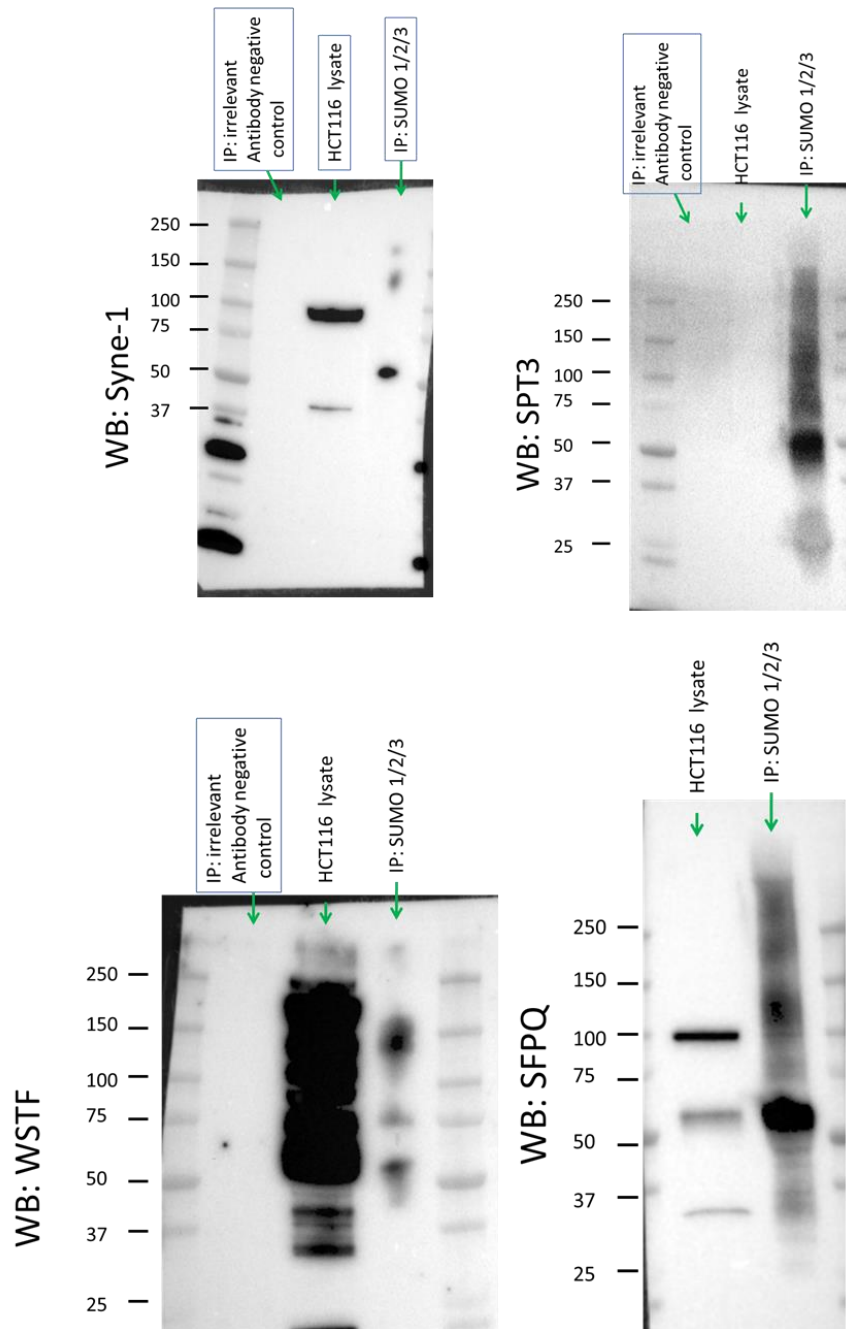 IP: irrelevant
Antibody negative
control
HCT116 lysate
IP: SUMO 1/2/3
WB: Syne-1
250
150
100
75
50
37
IP: irrelevant
Antibody negative
control
HCT116 lysate
IP: SUMO 1/2/3
WB: SPT3
250
150
100
75
50
37
25
IP: irrelevant
Antibody negative
control
HCT116 lysate
IP: SUMO 1/2/3
WB: WSTF
250
150
100
75
50
37
25
HCT116 lysate
IP: SUMO 1/2/3
WB: SFPQ
250
150
100
75
50
37
25